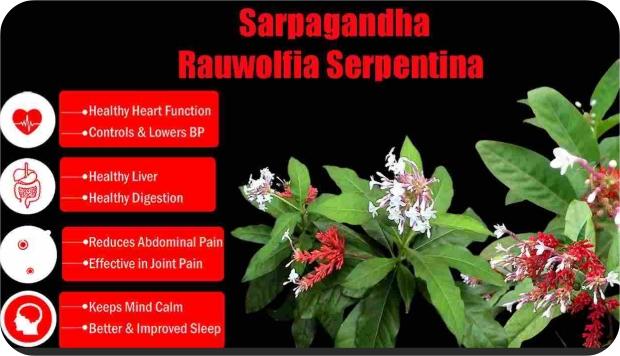 Sarpagandha
Rauwolfia Serpentina
•Healthy Heart Function
•Controls & Lowers BP
•Healthy Liver
•Healthy Digestion
•Reduces Abdominal Pain
•Effective in Joint Pain
•Keeps Mind Calm
•Better & Improved Sleep